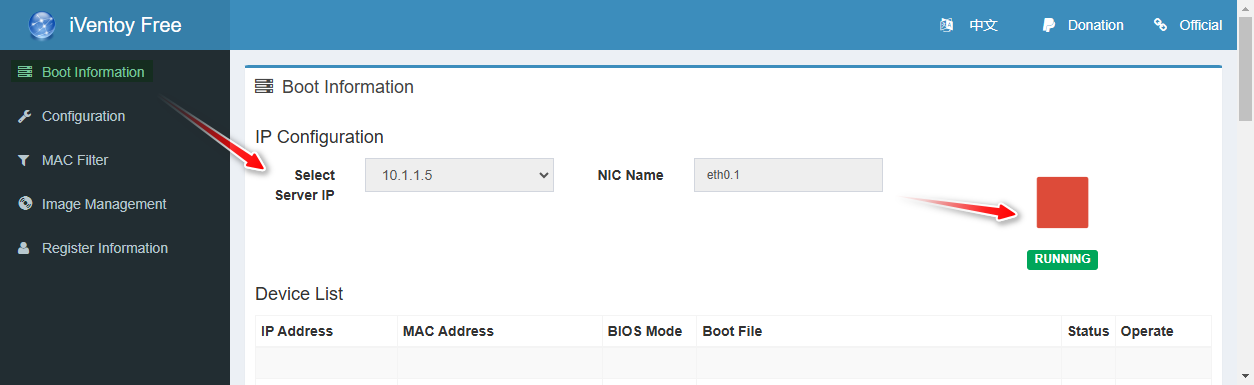 iVentoy Free
中文
Donation
Official
Boot Information
Configuration
MAC Filter
Image Management
Register Information
Boot Information
IP Configuration
Select
Server IP
10.1.1.5
NIC Name
eth0.1
RUNNING
Device List
IP Address
MAC Address
BIOS Mode
Boot File
Status
Operate